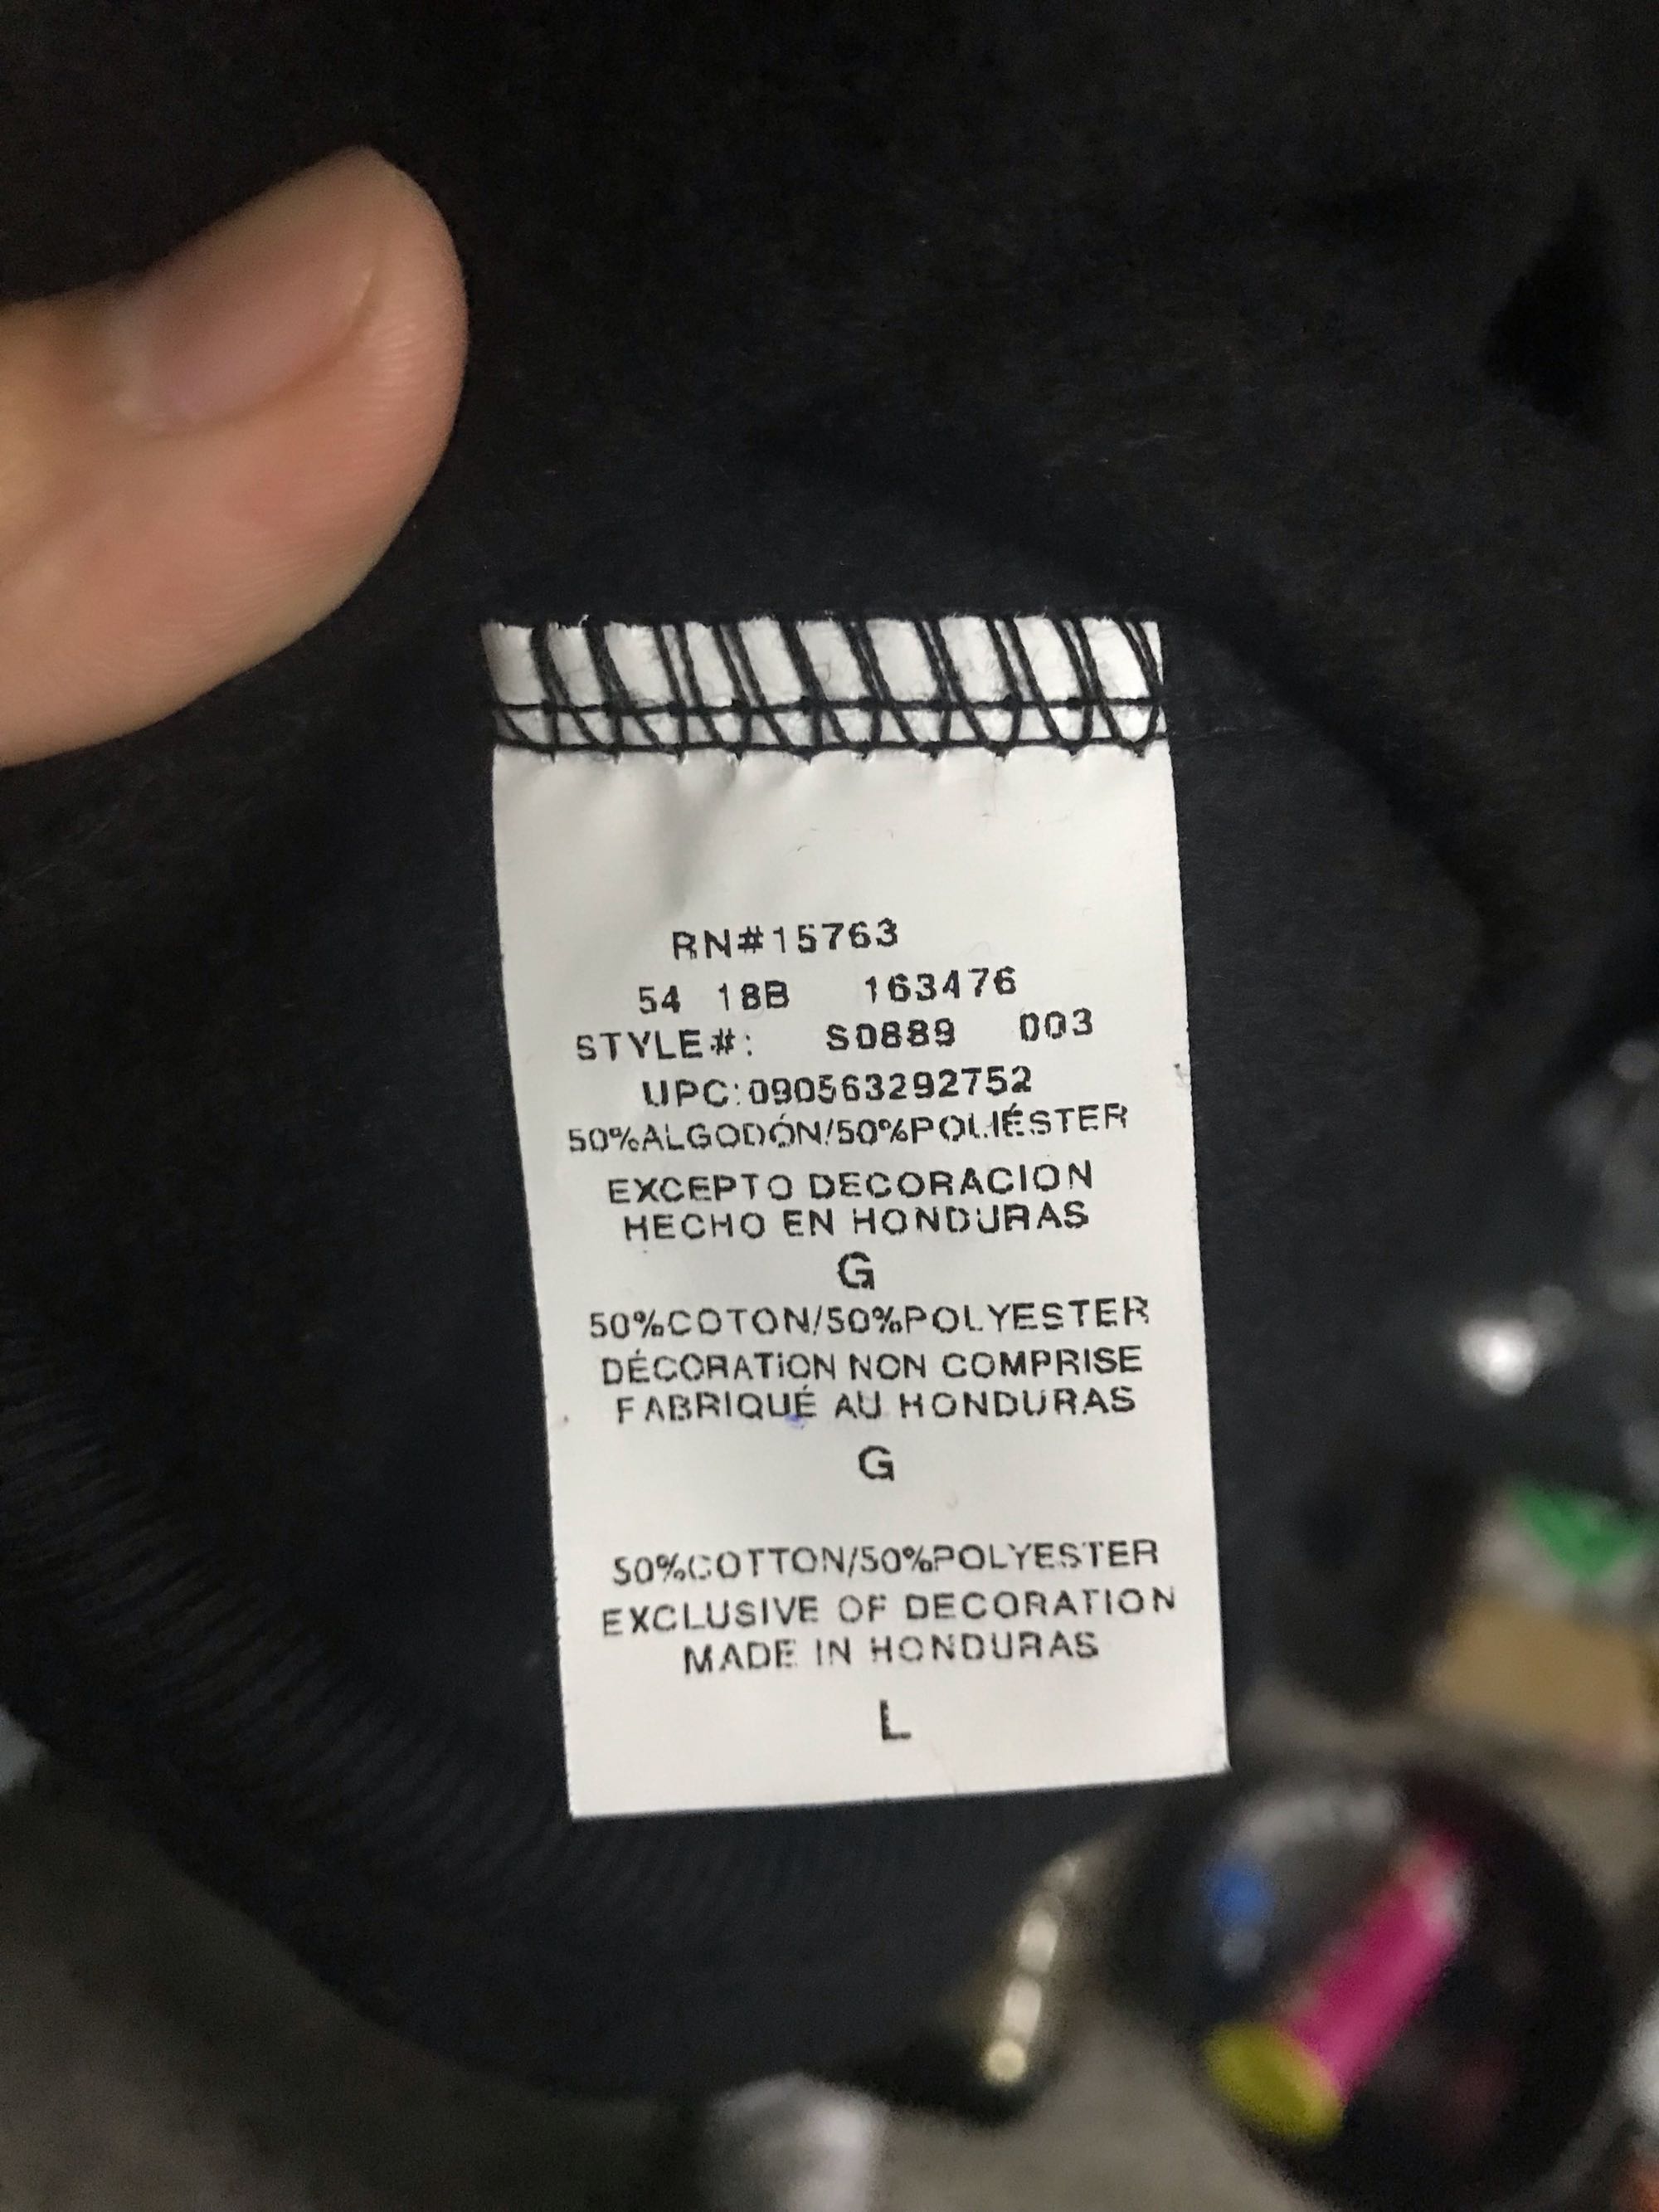 RN#15763
54 18B 163476
STYLE#: S0889 003
UPC:090563292752
50%ALGODÓN/50%POLIÉSTER
EXCEPTO DECORACION
HECHO EN HONDURAS
G
50%COTON/50%POLYESTER
DÉCORATION NON COMPRISE
FABRIQUÉ AU HONDURAS
G
50%COTTON/50%POLYESTER
EXCLUSIVE OF DECORATION
MADE IN HONDURAS
L